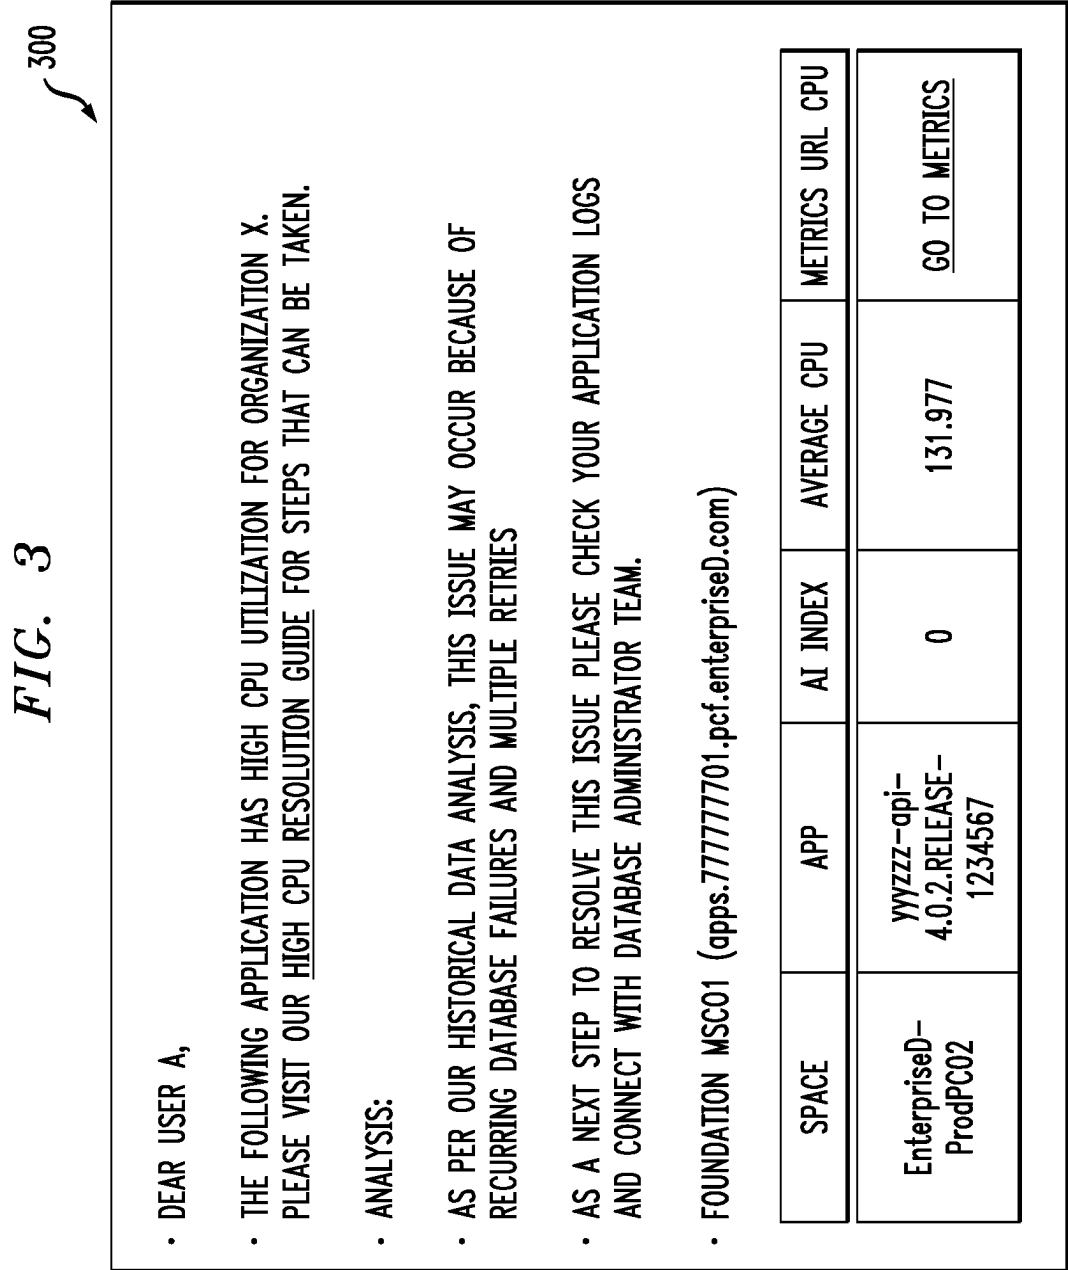 FIG. 3
300
• DEAR USER A,
• THE FOLLOWING APPLICATION HAS HIGH CPU UTILIZATION FOR ORGANIZATION X.
PLEASE VISIT OUR HIGH CPU RESOLUTION GUIDE FOR STEPS THAT CAN BE TAKEN.
• ANALYSIS:
• AS PER OUR HISTORICAL DATA ANALYSIS, THIS ISSUE MAY OCCUR BECAUSE OF
RECURRING DATABASE FAILURES AND MULTIPLE RETRIES
• AS A NEXT STEP TO RESOLVE THIS ISSUE PLEASE CHECK YOUR APPLICATION LOGS
AND CONNECT WITH DATABASE ADMINISTRATOR TEAM.
• FOUNDATION MSC01 (apps.77777701.pcf.enterpriseD.com)
SPACE APP AI INDEX AVERAGE CPU METRICS URL CPU
EnterpriseD-
ProdPC02
yyyzzz-api-
4.0.2.RELEASE-
1234567
0
131.977
GO TO METRICS